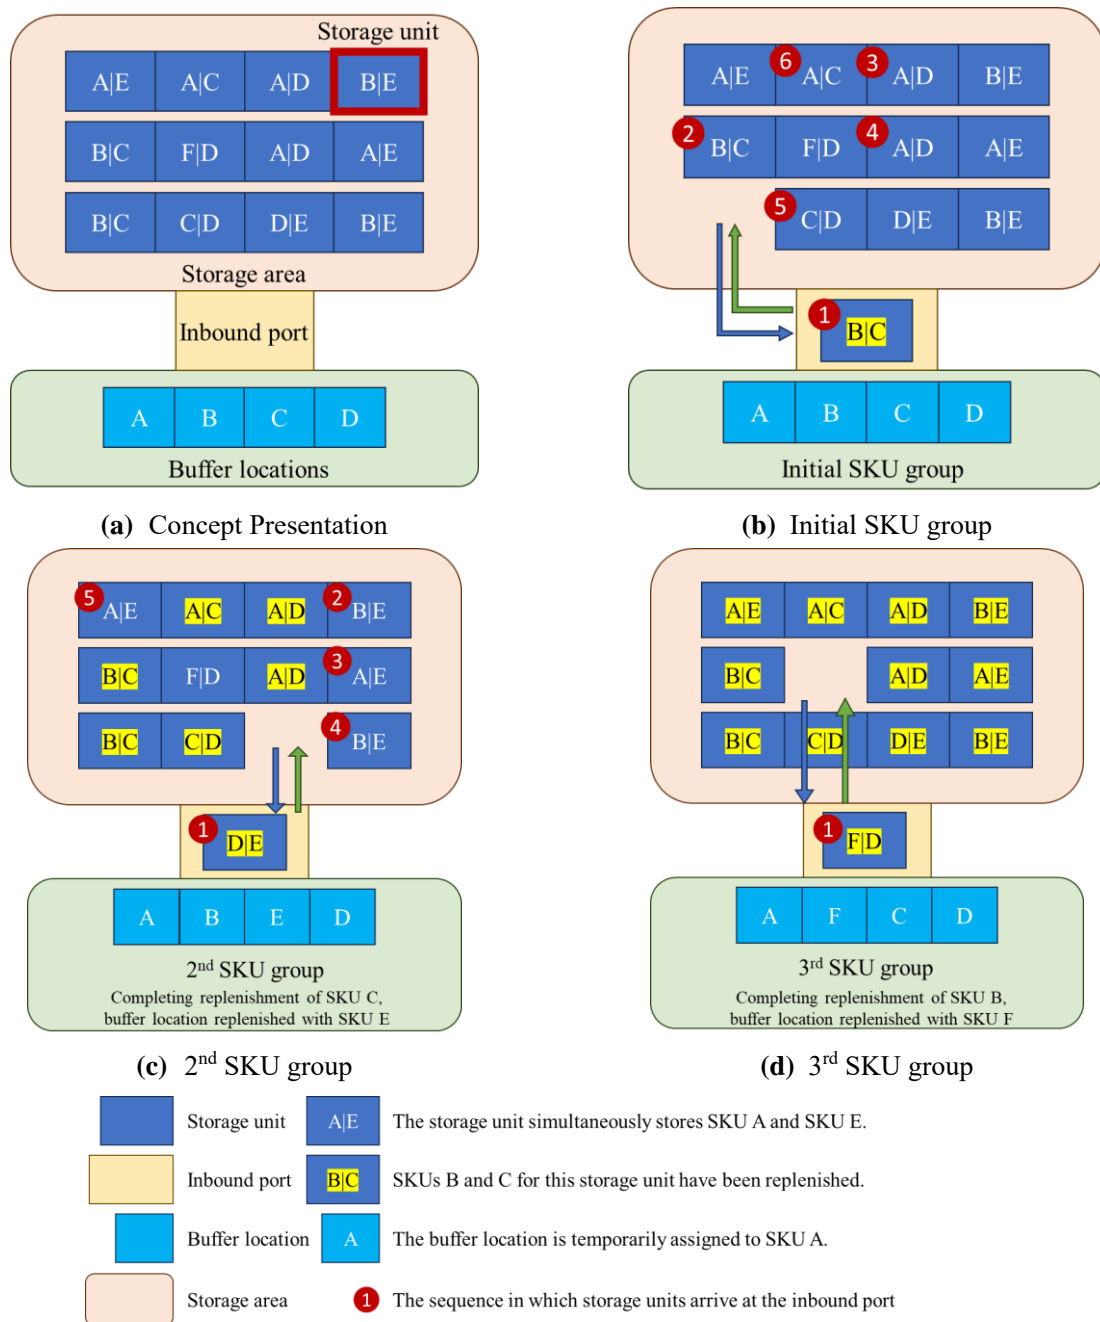 Storage unit
A|E A|C A|D B|E
B|C F|D A|D A|E
B|C C|D D|E B|E
Storage area
Inbound port
A B C D
Buffer locations
(a) Concept Presentation
6 3
A|E A|C A|D B|E
2 4
B|C F|D A|D A|E
5
C|D D|E B|E
1
B|C
A B C D
Initial SKU group
(b) Initial SKU group
5 2
A|E A|C A|D B|E
3
B|C F|D A|D A|E
4
B|C C|D B|E
1
D|E
A B E D
2nd SKU group
Completing replenishment of SKU C,
buffer location replenished with SKU E
(c) 2nd SKU group
A|E A|C A|D B|E
B|C A|D A|E
B|C C|D D|E B|E
1
F|D
A F C D
3rd SKU group
Completing replenishment of SKU B,
buffer location replenished with SKU F
(d) 3rd SKU group
Storage unit A|E The storage unit simultaneously stores SKU A and SKU E.
Inbound port B|C SKUs B and C for this storage unit have been replenished.
Buffer location A The buffer location is temporarily assigned to SKU A.
Storage area 1 The sequence in which storage units arrive at the inbound port